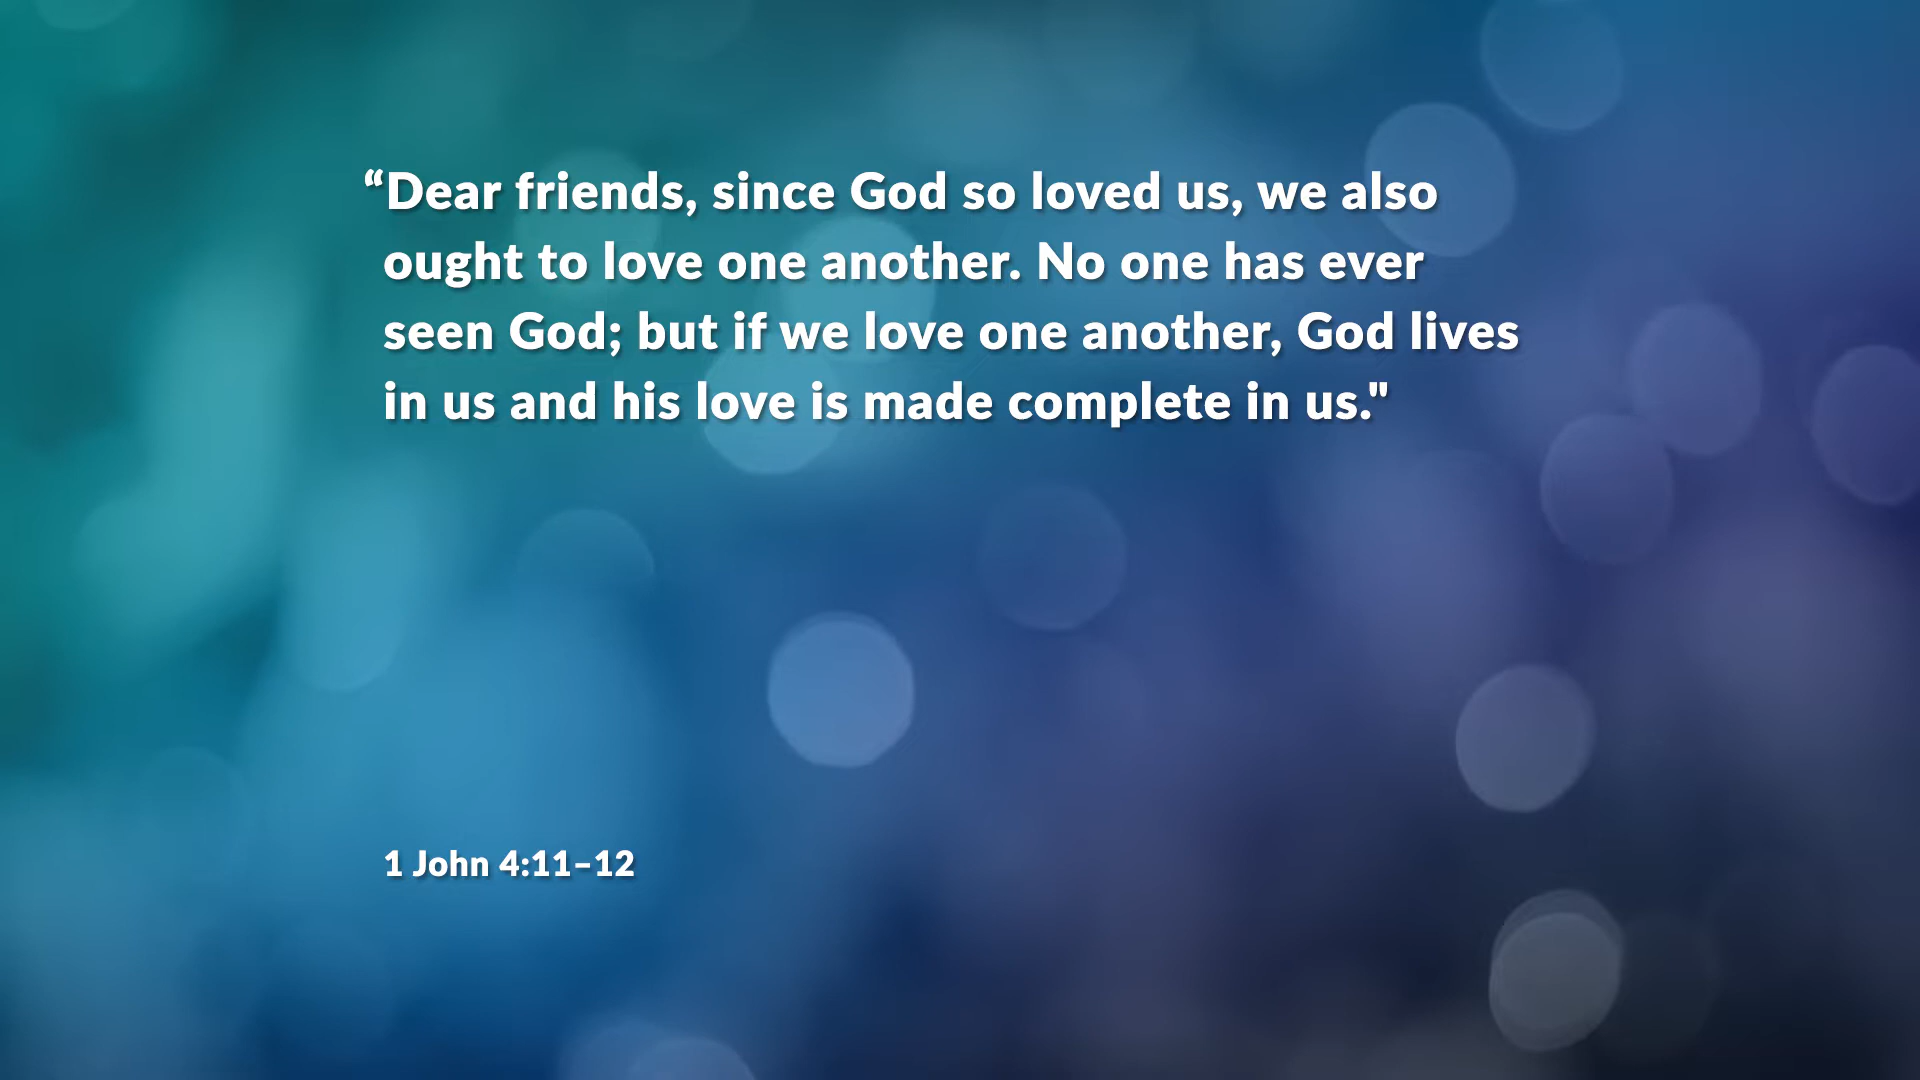 “Dear friends, since God so loved us, we also
ought to love one another. No one has ever
seen God; but if we love one another, God lives
in us and his love is made complete in us."
1 John 4:11–12